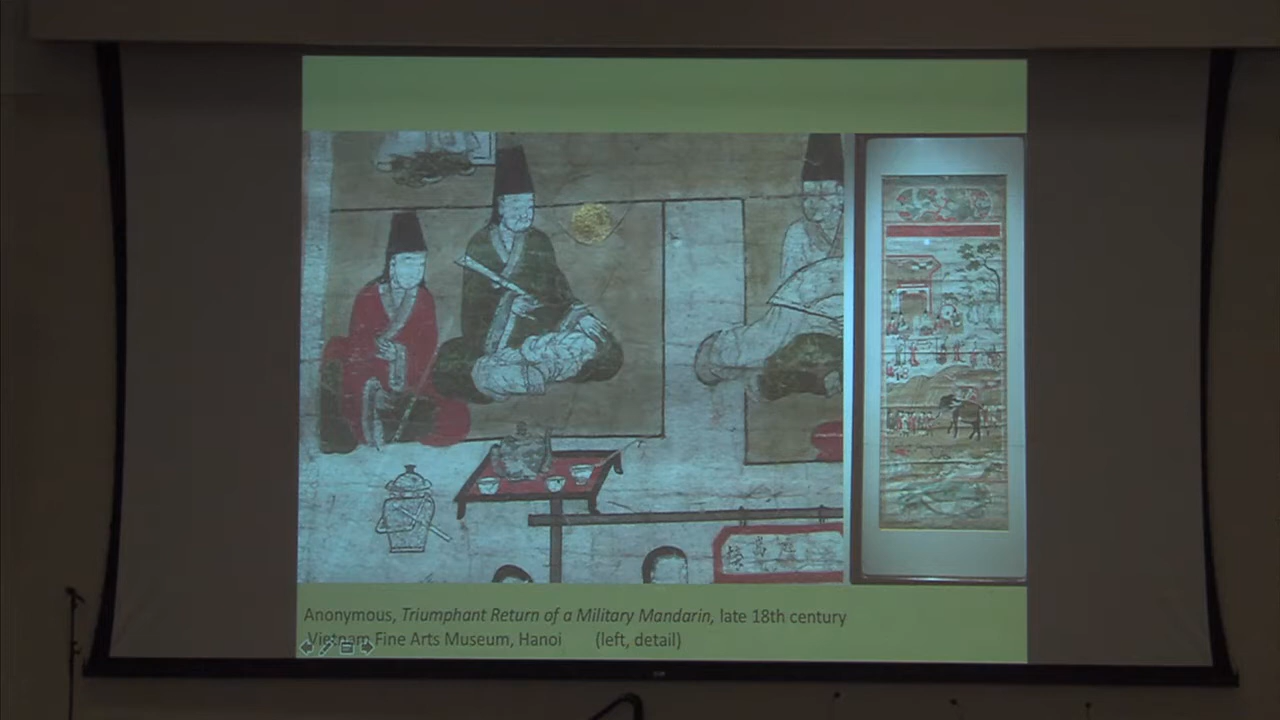 Anonymous, Triumphant Return of a Military Mandarin, late 18th century
Vietnam Fine Arts Museum, Hanoi (left, detail)